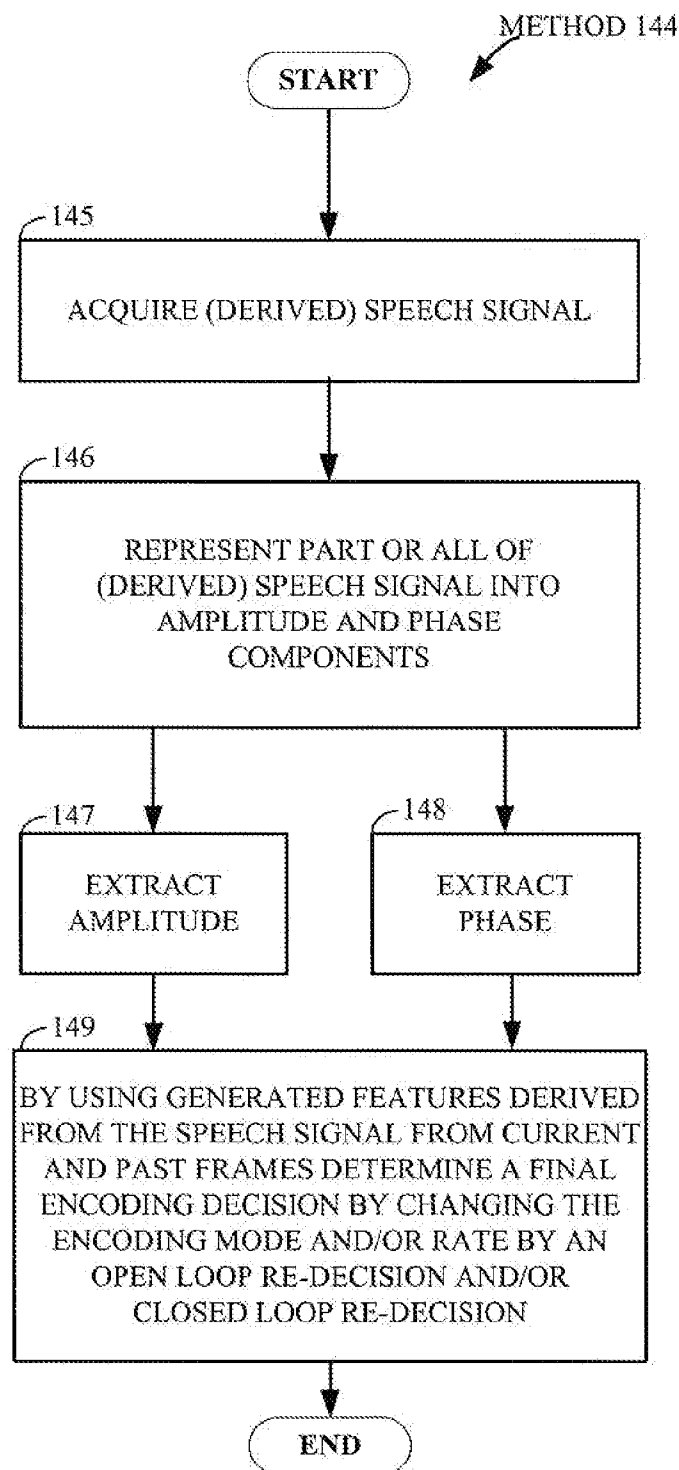 METHOD 144
START
145
ACQUIRE (DERIVED) SPEECH SIGNAL
146
REPRESENT PART OR ALL OF
(DERIVED) SPEECH SIGNAL INTO
AMPLITUDE AND PHASE
COMPONENTS
147
EXTRACT
AMPLITUDE
148
EXTRACT
PHASE
149
BY USING GENERATED FEATURES DERIVED
FROM THE SPEECH SIGNAL FROM CURRENT
AND PAST FRAMES DETERMINE A FINAL
ENCODING DECISION BY CHANGING THE
ENCODING MODE AND/OR RATE BY AN
OPEN LOOP RE-DECISION AND/OR
CLOSED LOOP RE-DECISION
END